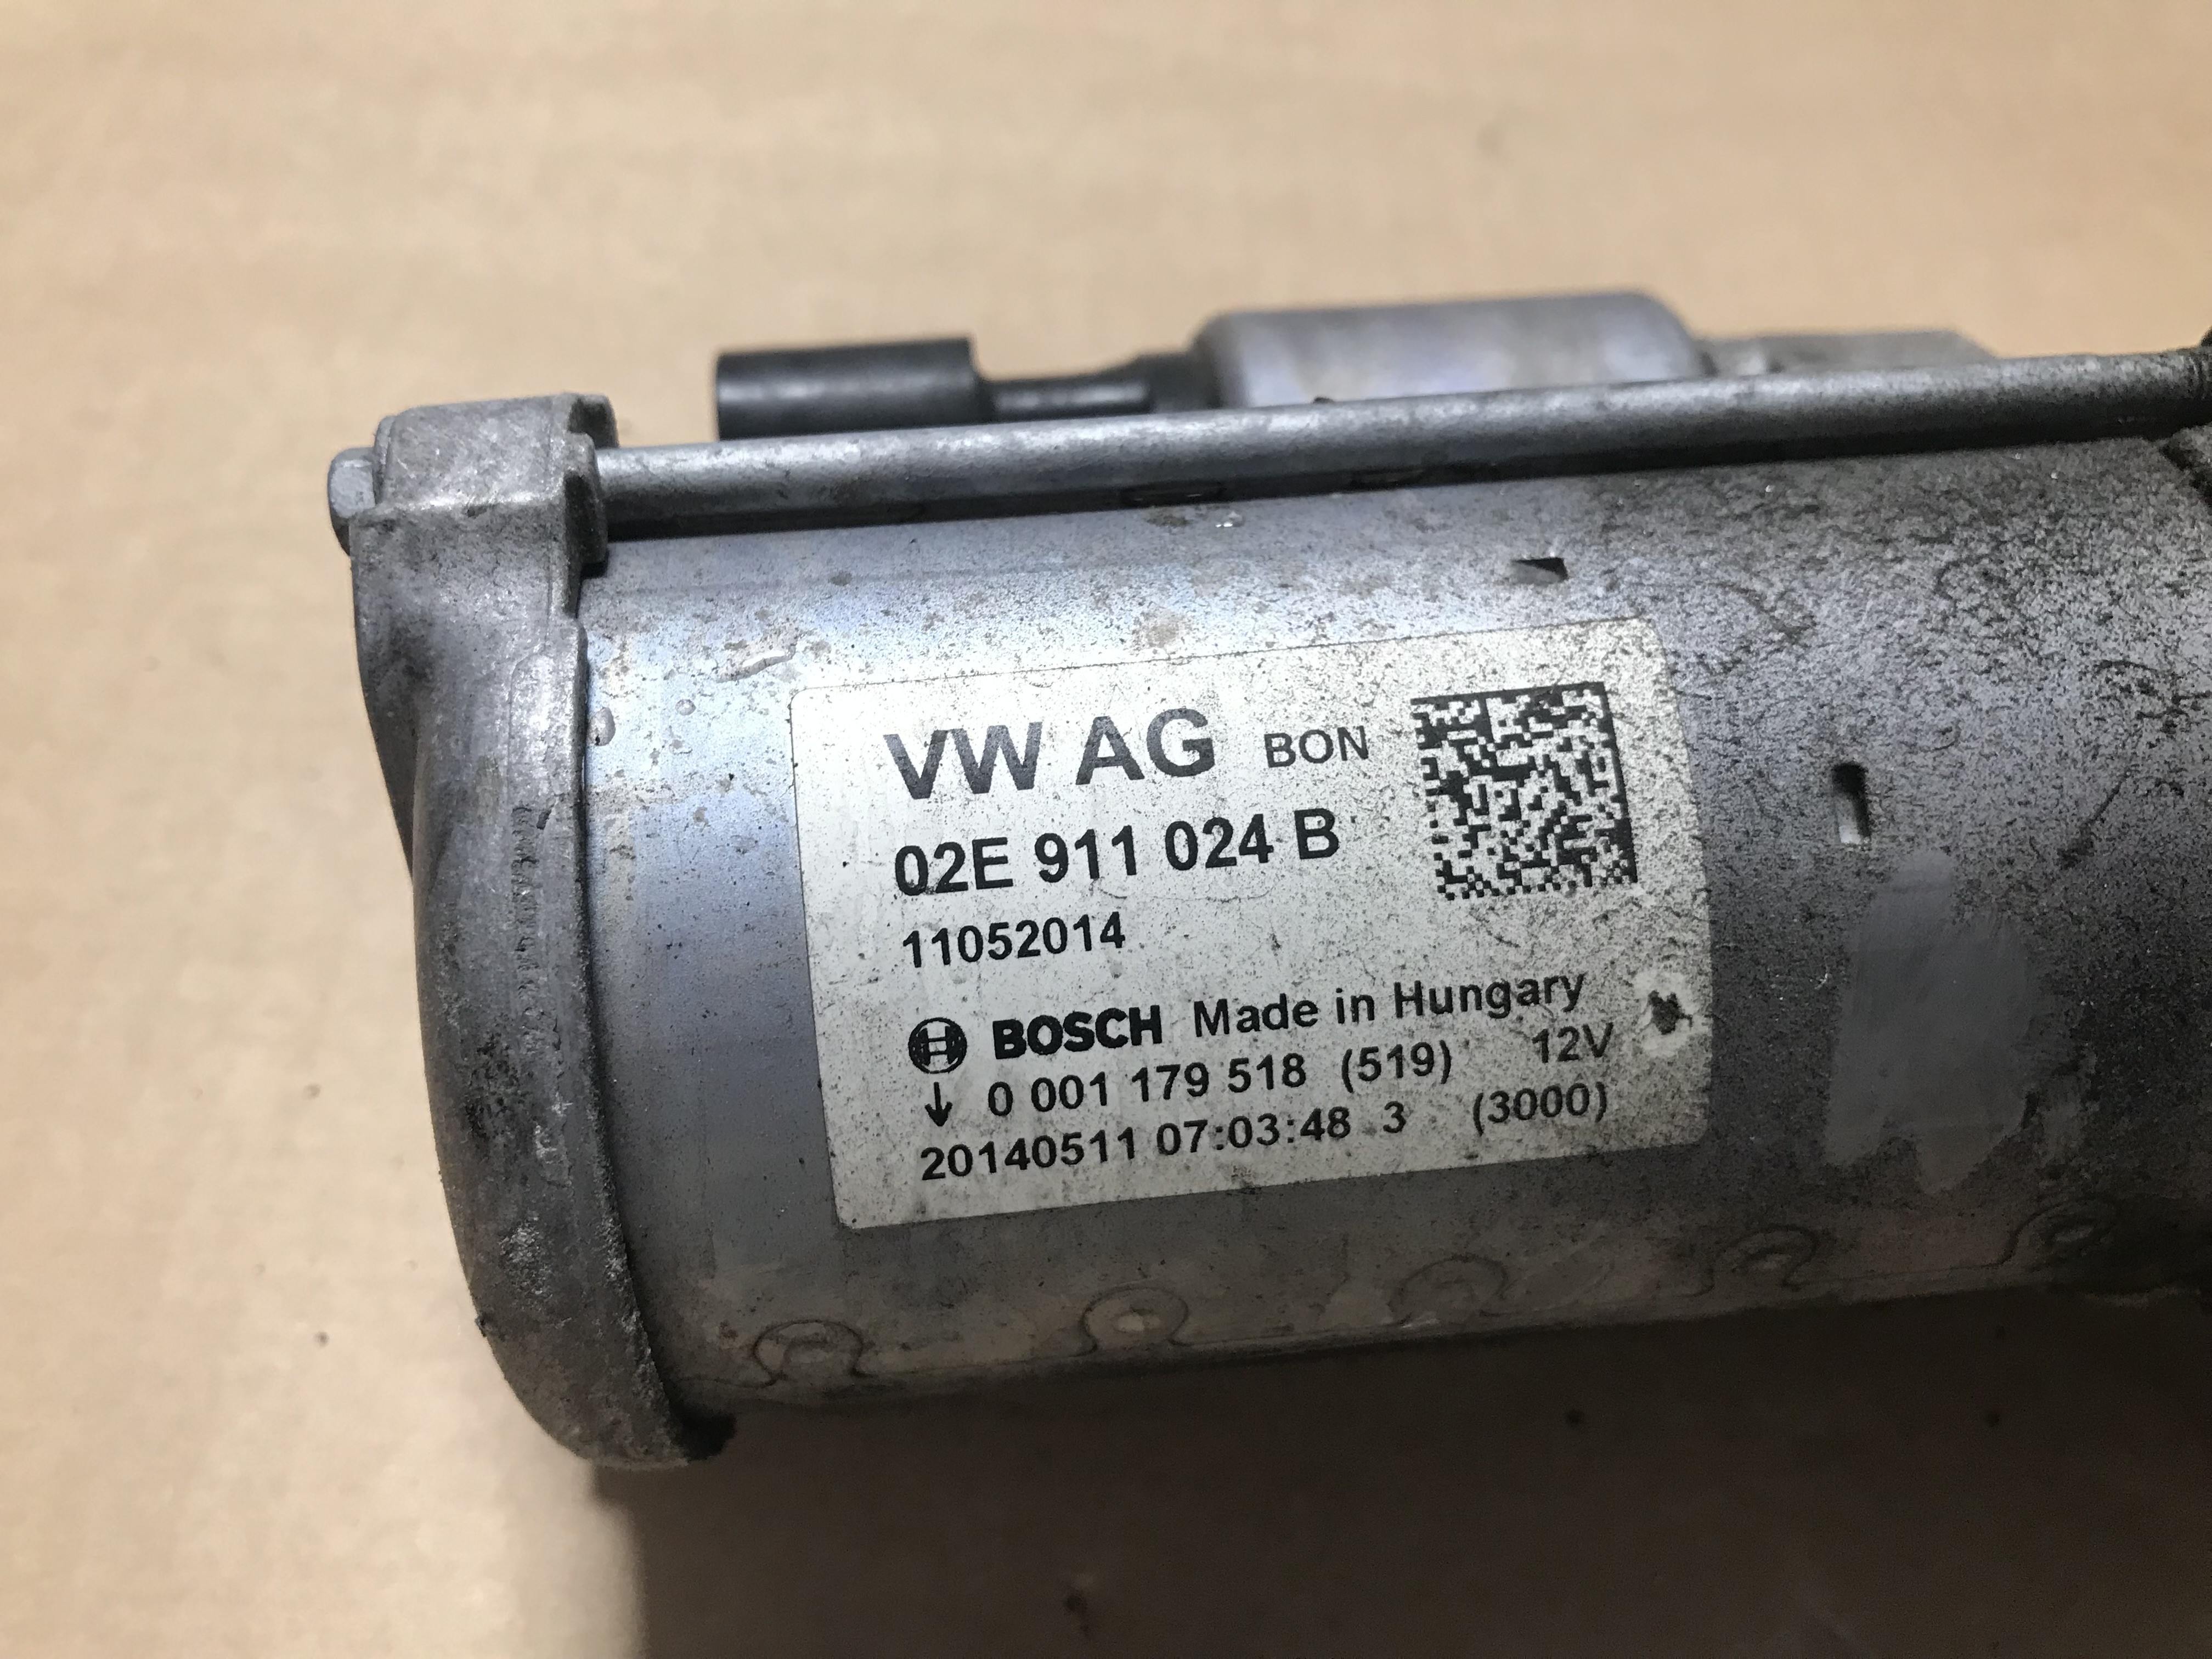 VW AG BON
02E 911 024 B
11052014
BOSCH Made in Hungary
↓ 0 001 179 518 (519) 12V
20140511 07:03:48 3 (3000)